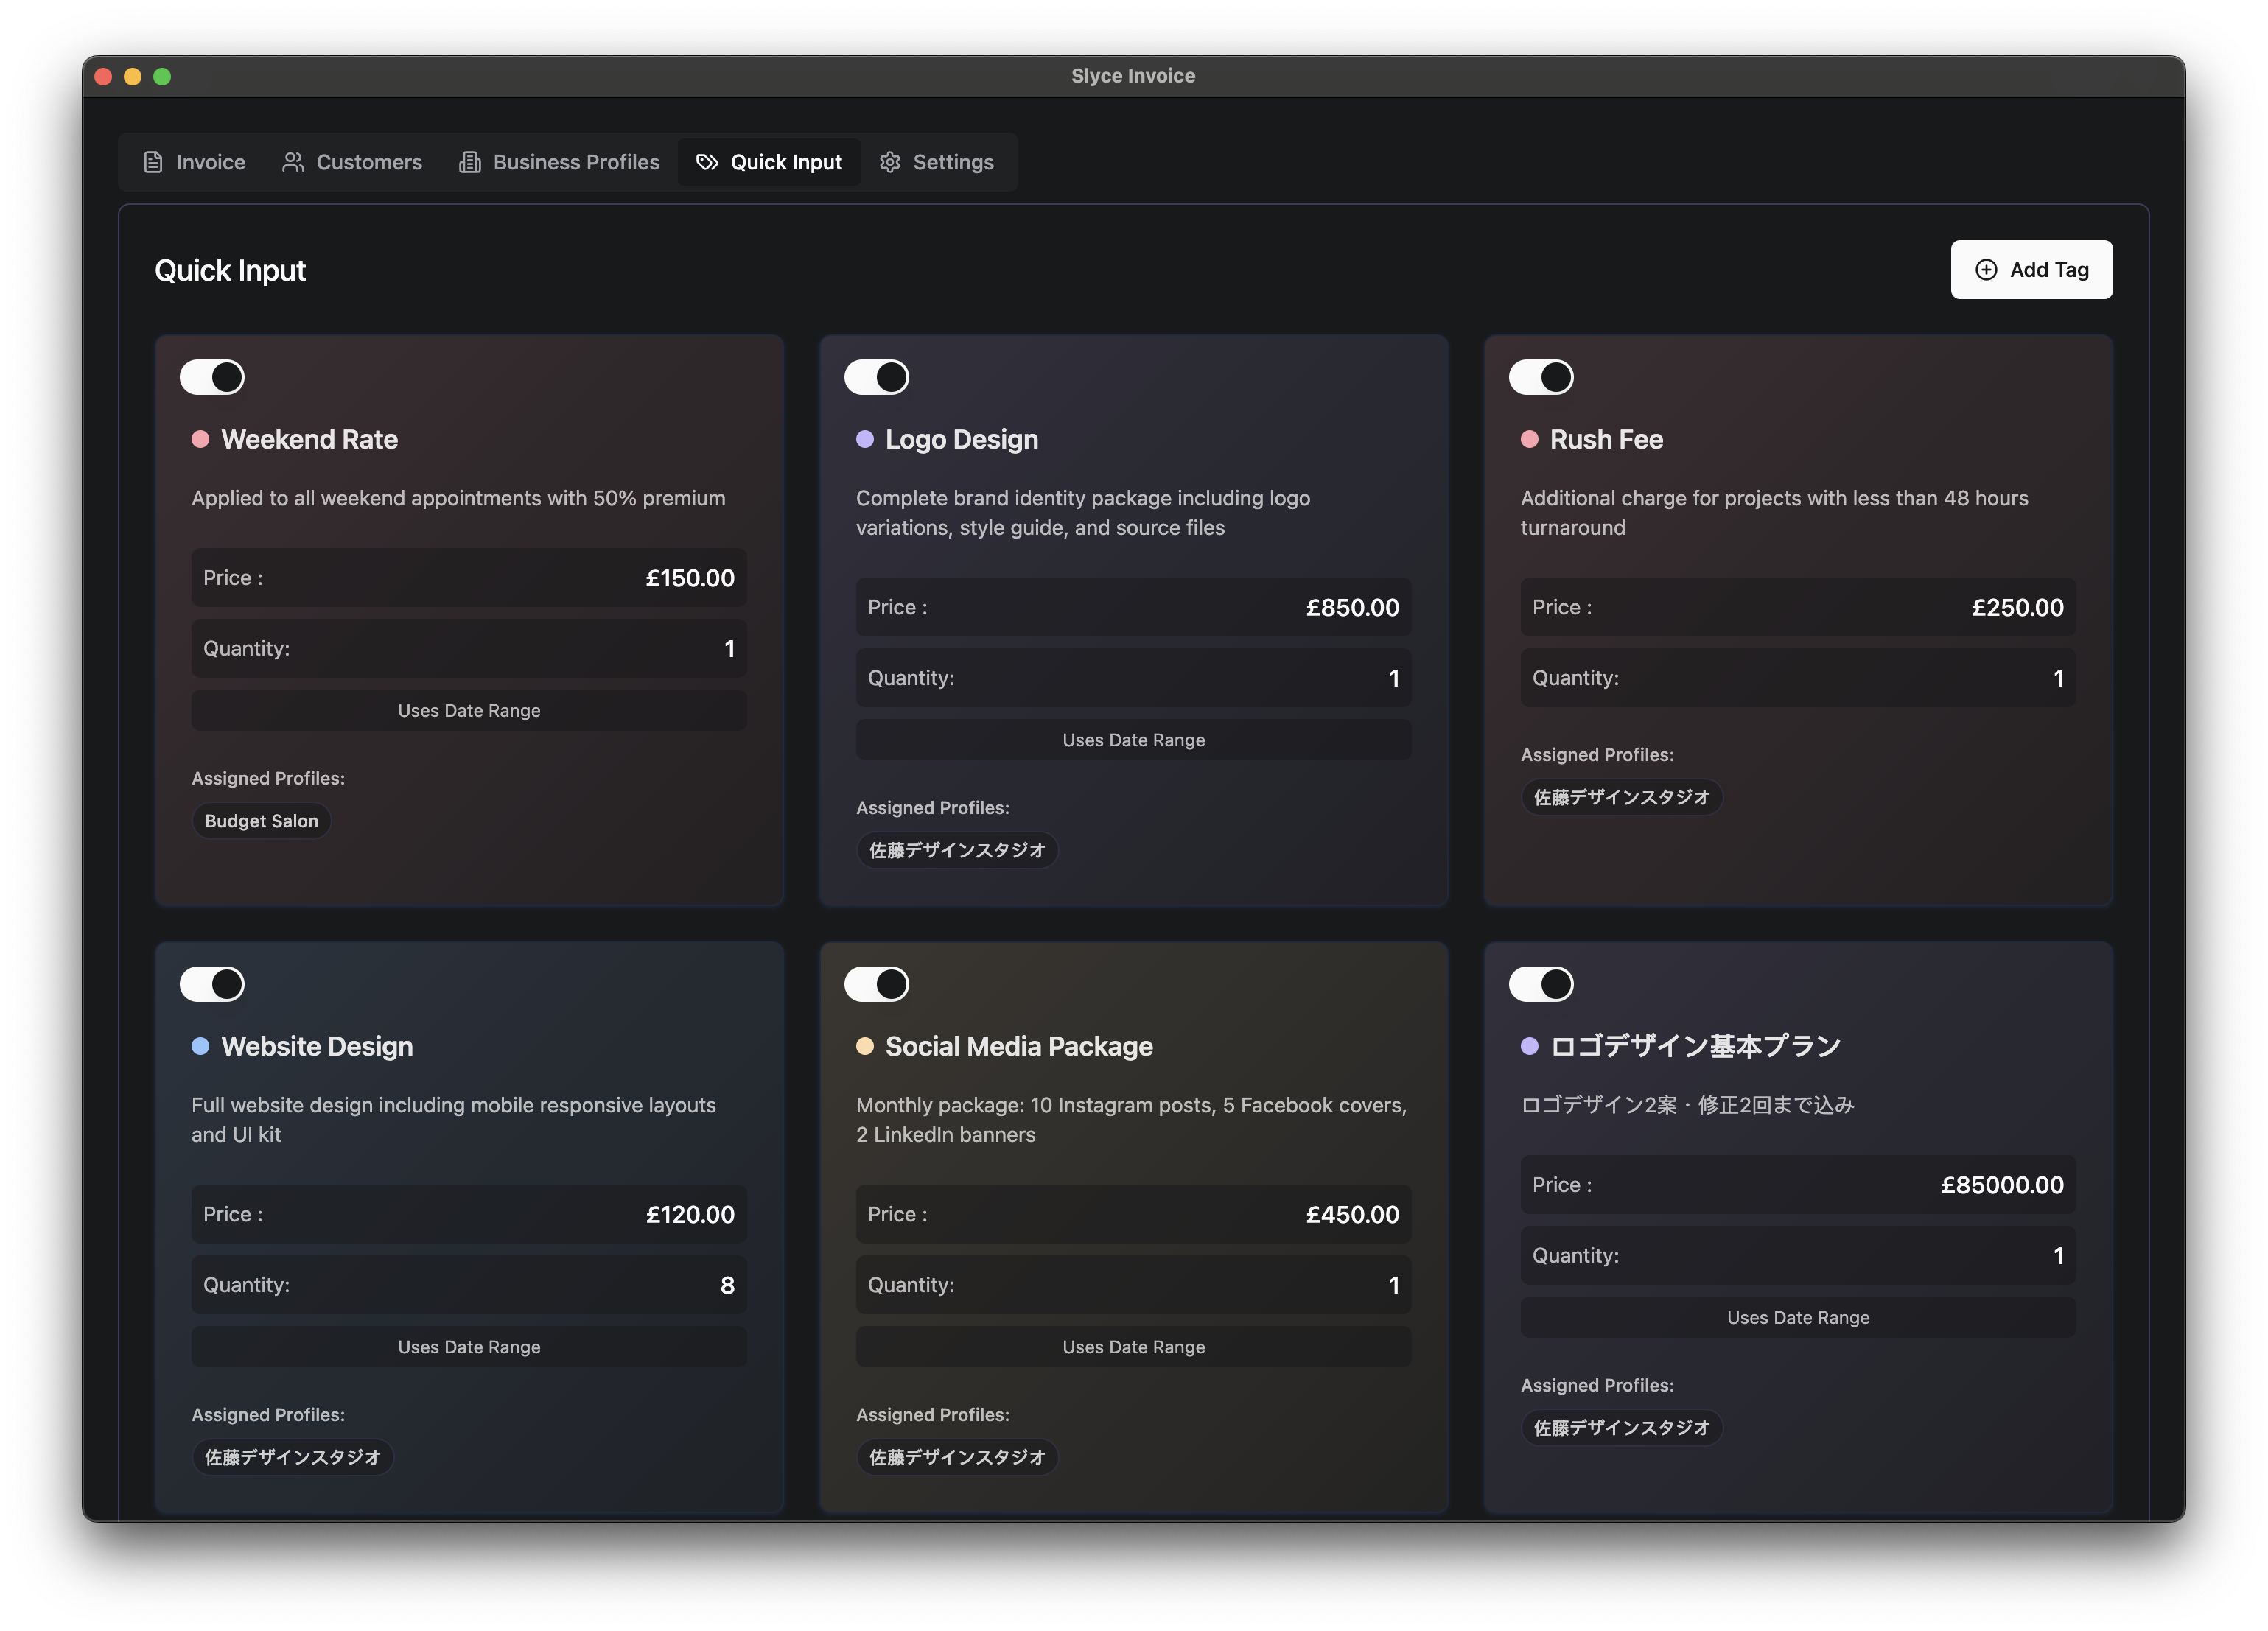 Slyce Invoice
Invoice
Customers
Business Profiles
Quick Input
Settings
Quick Input
Add Tag
Weekend Rate
Applied to all weekend appointments with 50% premium
Price :
£150.00
Quantity:
1
Uses Date Range
Assigned Profiles:
Budget Salon
Logo Design
Complete brand identity package including logo
variations, style guide, and source files
Price :
£850.00
Quantity:
1
Uses Date Range
Assigned Profiles:
佐藤デザインスタジオ
Rush Fee
Additional charge for projects with less than 48 hours
turnaround
Price :
£250.00
Quantity:
1
Assigned Profiles:
佐藤デザインスタジオ
Website Design
Full website design including mobile responsive layouts
and UI kit
Price :
£120.00
Quantity:
8
Uses Date Range
Assigned Profiles:
佐藤デザインスタジオ
Social Media Package
Monthly package: 10 Instagram posts, 5 Facebook covers,
2 LinkedIn banners
Price :
£450.00
Quantity:
1
Uses Date Range
Assigned Profiles:
佐藤デザインスタジオ
ロゴデザイン基本プラン
ロゴデザイン2案・修正2回まで込み
Price :
£85000.00
Quantity:
1
Uses Date Range
Assigned Profiles:
佐藤デザインスタジオ